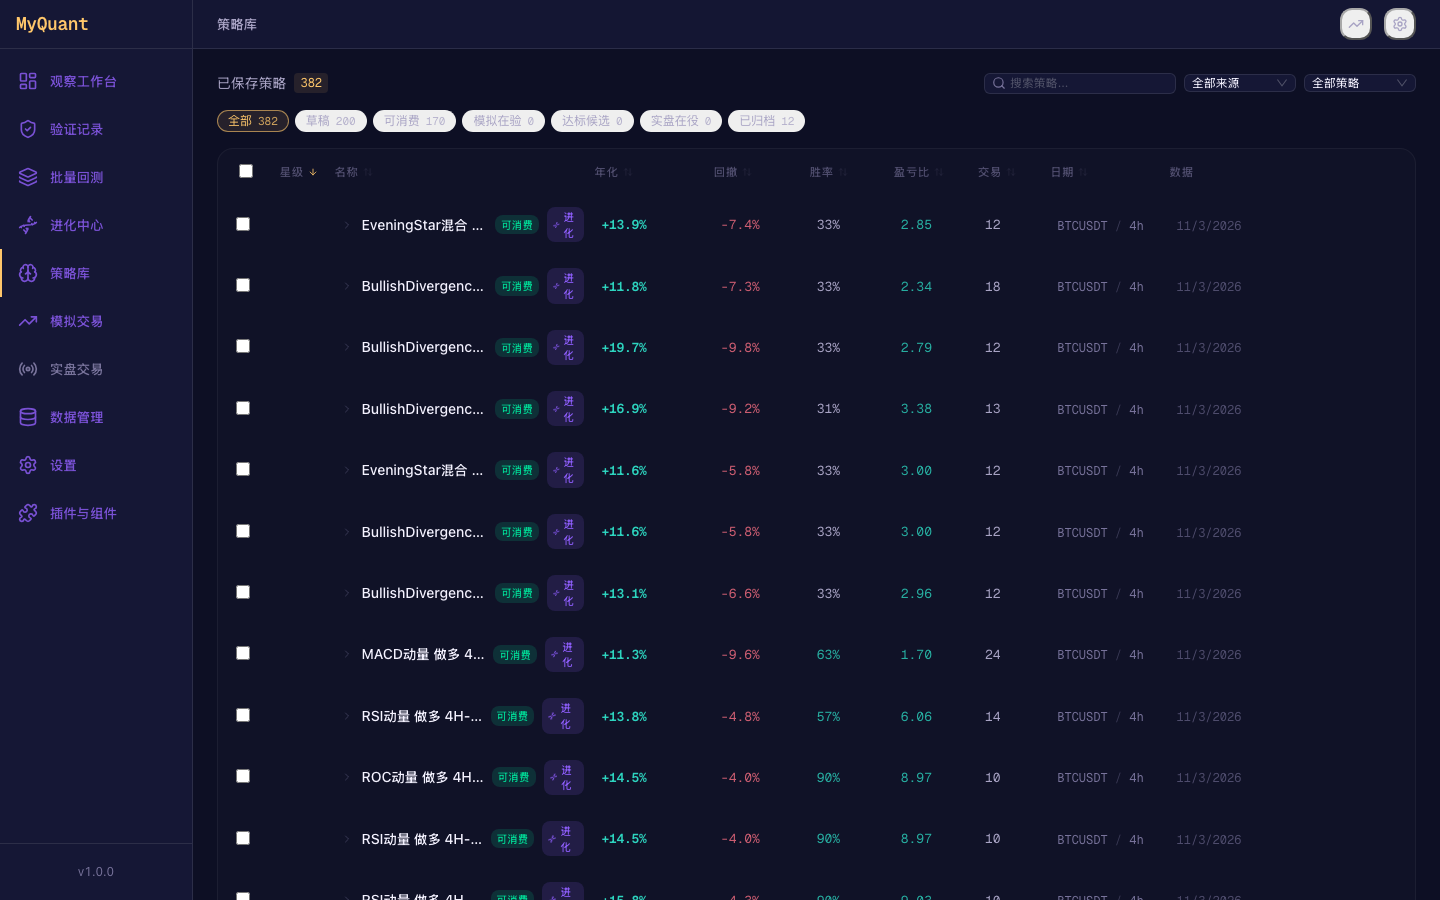 MyQuant
策略库
观察工作台
验证记录
批量回测
进化中心
策略库
模拟交易
实盘交易
数据管理
设置
插件与组件
v1.0.0
已保存策略 382
搜索策略...
全部来源
全部策略
全部 382 草稿 200 可消费 170 模拟在验 0 达标候选 0 实盘在役 0 已归档 12
星级 ↓ 名称 年化 回撤 胜率 盈亏比 交易 日期 数据
EveningStar混合 ... 可消费 进化 +13.9% -7.4% 33% 2.85 12 BTCUSDT / 4h 11/3/2026
BullishDivergenc... 可消费 进化 +11.8% -7.3% 33% 2.34 18 BTCUSDT / 4h 11/3/2026
BullishDivergenc... 可消费 进化 +19.7% -9.8% 33% 2.79 12 BTCUSDT / 4h 11/3/2026
BullishDivergenc... 可消费 进化 +16.9% -9.2% 31% 3.38 13 BTCUSDT / 4h 11/3/2026
EveningStar混合 ... 可消费 进化 +11.6% -5.8% 33% 3.00 12 BTCUSDT / 4h 11/3/2026
BullishDivergenc... 可消费 进化 +11.6% -5.8% 33% 3.00 12 BTCUSDT / 4h 11/3/2026
BullishDivergenc... 可消费 进化 +13.1% -6.6% 33% 2.96 12 BTCUSDT / 4h 11/3/2026
MACD动量 做多 4... 可消费 进化 +11.3% -9.6% 63% 1.70 24 BTCUSDT / 4h 11/3/2026
RSI动量 做多 4H-... 可消费 进化 +13.8% -4.8% 57% 6.06 14 BTCUSDT / 4h 11/3/2026
ROC动量 做多 4H... 可消费 进化 +14.5% -4.0% 90% 8.97 10 BTCUSDT / 4h 11/3/2026
RSI动量 做多 4H-... 可消费 进化 +14.5% -4.0% 90% 8.97 10 BTCUSDT / 4h 11/3/2026